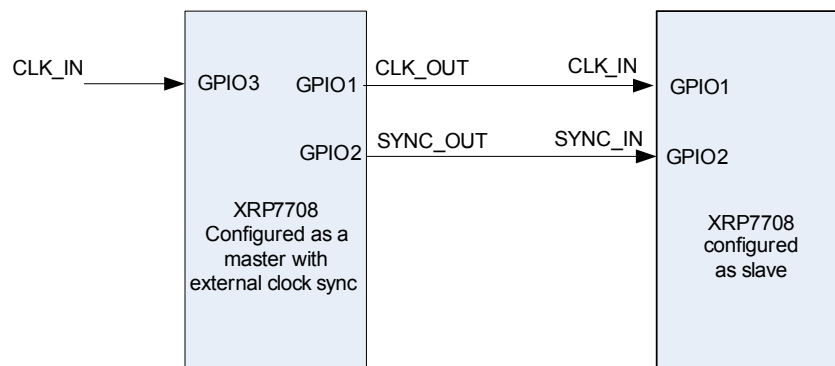 CLK_IN
GPIO3
GPIO1
CLK_OUT
CLK_IN
GPIO1
GPIO2
SYNC_OUT
SYNC_IN
GPIO2
XRP7708
Configured as a
master with
external clock sync
XRP7708
configured
as slave